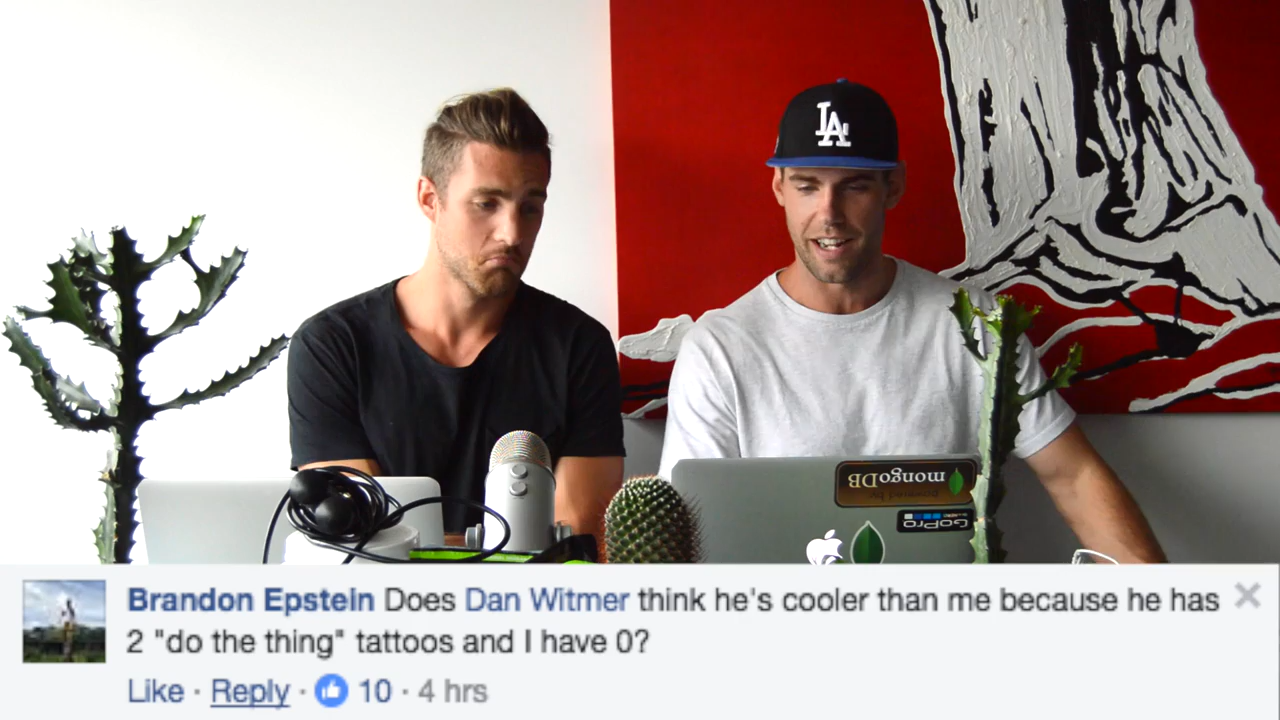 LA
mongoDB
powered by
GoPro
Brandon Epstein Does Dan Witmer think he's cooler than me because he has
2 "do the thing" tattoos and I have 0?
Like · Reply · 10 · 4 hrs